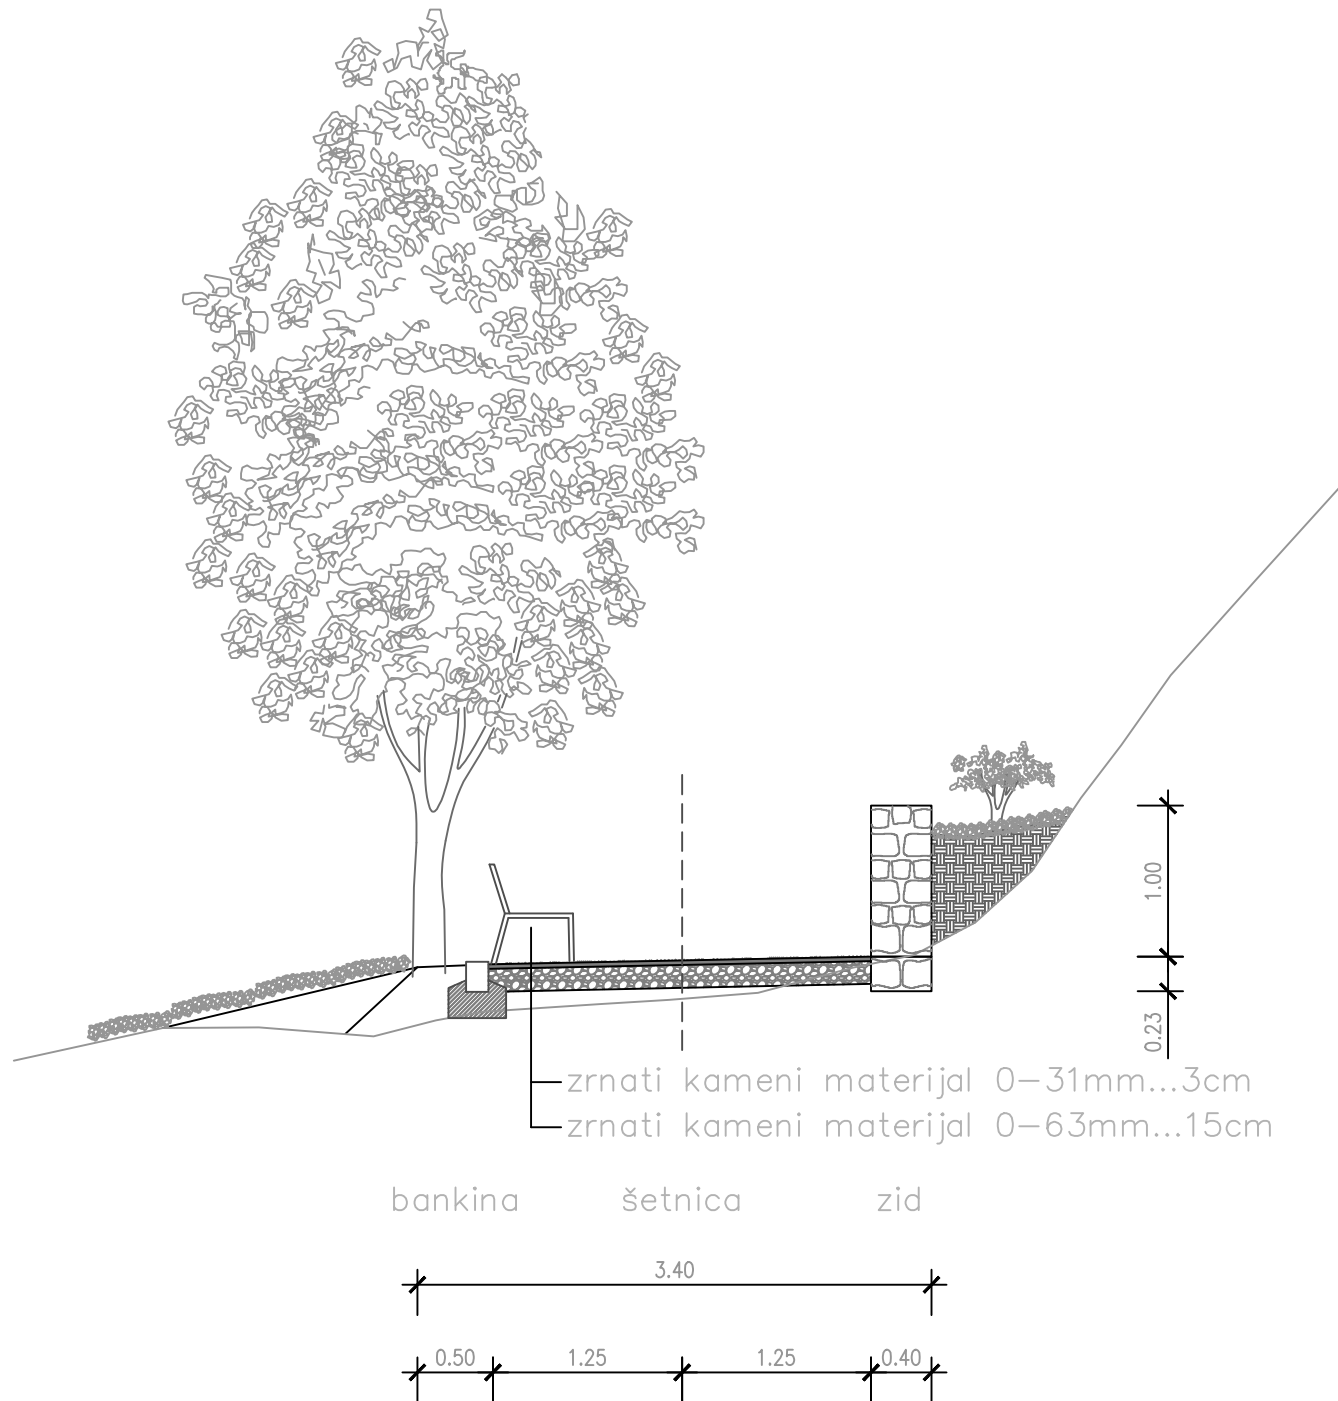 1.00
0.23
zrnati kameni materijal 0-31mm...3cm
zrnati kameni materijal 0-63mm...15cm
bankina šetnica zid
3.40
0.50 1.25 1.25 0.40